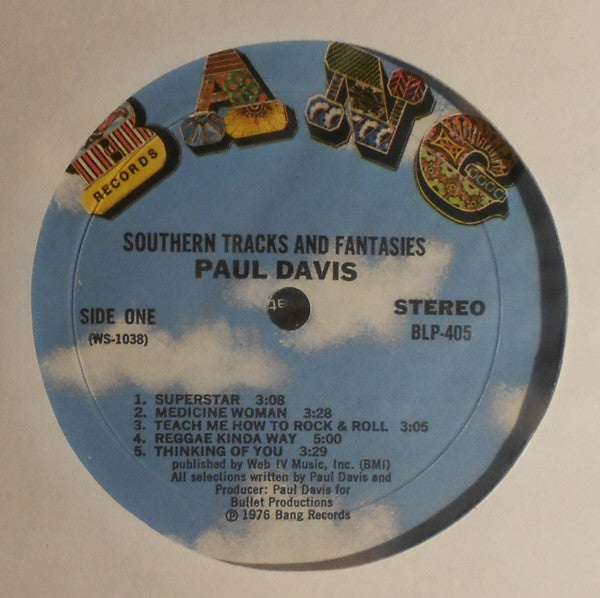 BANG
RECORDS
SOUTHERN TRACKS AND FANTASIES
PAUL DAVIS
SIDE ONE
(WS-1038)
STEREO
BLP-405
1. SUPERSTAR 3:08
2. MEDICINE WOMAN 3:28
3. TEACH ME HOW TO ROCK & ROLL 3:05
4. REGGAE KINDA WAY 5:00
5. THINKING OF YOU 3:29
published by Web IV Music, Inc. (BMI)
All selections written by Paul Davis and
Producer: Paul Davis for
Bullet Productions
℗ 1976 Bang Records